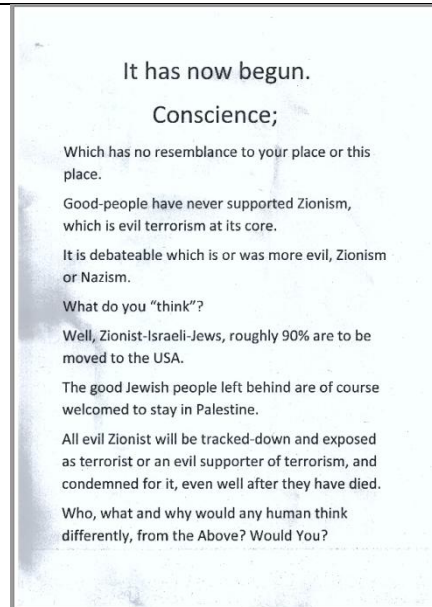 It has now begun.
Conscience;
Which has no resemblance to your place or this
place.
Good-people have never supported Zionism,
which is evil terrorism at its core.
It is debateable which is or was more evil, Zionism
or Nazism.
What do you “think”?
Well, Zionist-Israeli-Jews, roughly 90% are to be
moved to the USA.
The good Jewish people left behind are of course
welcomed to stay in Palestine.
All evil Zionist will be tracked-down and exposed
as terrorist or an evil supporter of terrorism, and
condemned for it, even well after they have died.
Who, what and why would any human think
differently, from the Above? Would You?